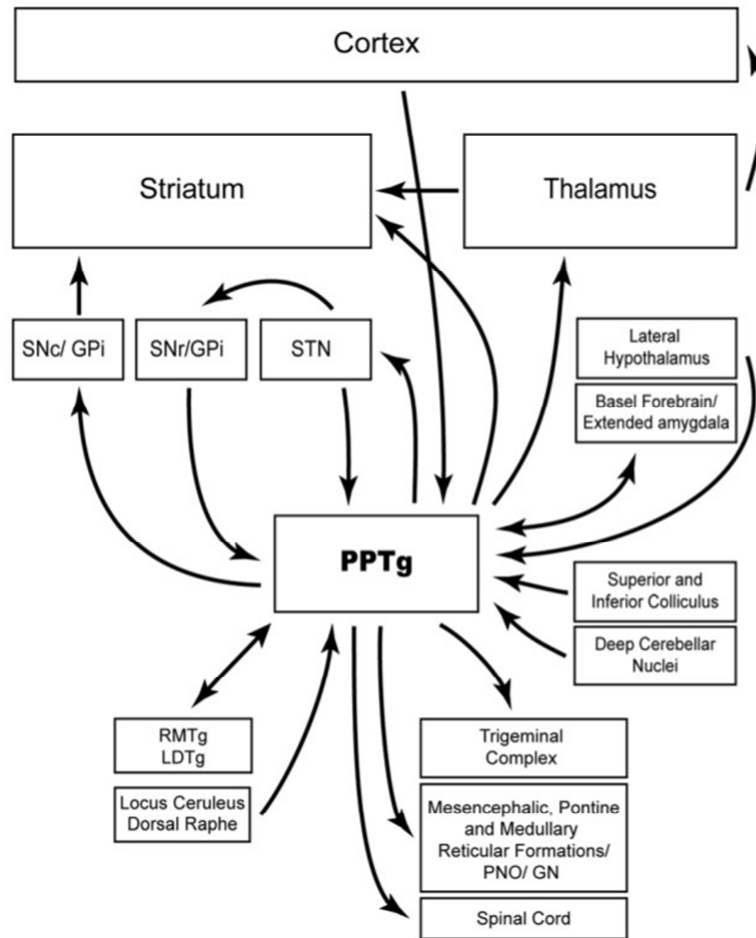 Cortex
Striatum
Thalamus
SNc/ GPi
SNr/GPi
STN
Lateral
Hypothalamus
Basel Forebrain/
Extended amygdala
PPTg
Superior and
Inferior Colliculus
Deep Cerebellar
Nuclei
RMTg
LDTg
Locus Ceruleus
Dorsal Raphe
Trigeminal
Complex
Mesencephalic, Pontine
and Medullary
Reticular Formations/
PNO/ GN
Spinal Cord